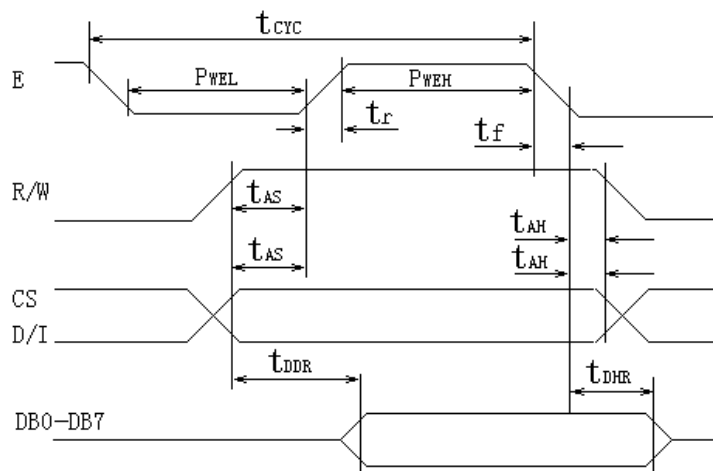 tCYC
E
PWEL
PWEH
tr
tf
R/W
tAS
tAH
tAS
tAH
CS
D/I
tDDR
tDHR
DB0-DB7